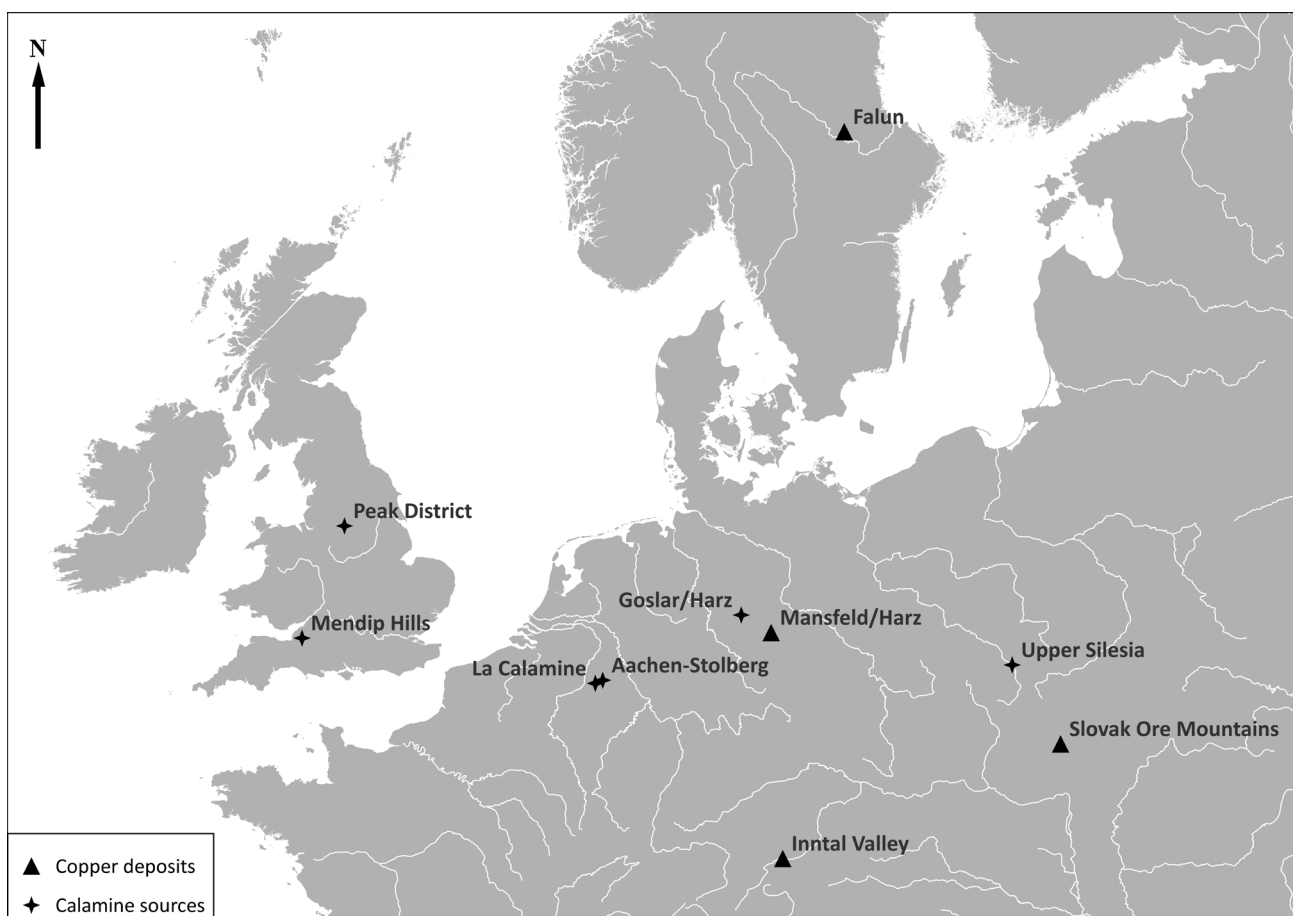 N
Falun
Peak District
Goslar/Harz
Mansfeld/Harz
Mendip Hills
Upper Silesia
La Calamine
Aachen-Stolberg
Slovak Ore Mountains
Inntal Valley
Copper deposits
Calamine sources